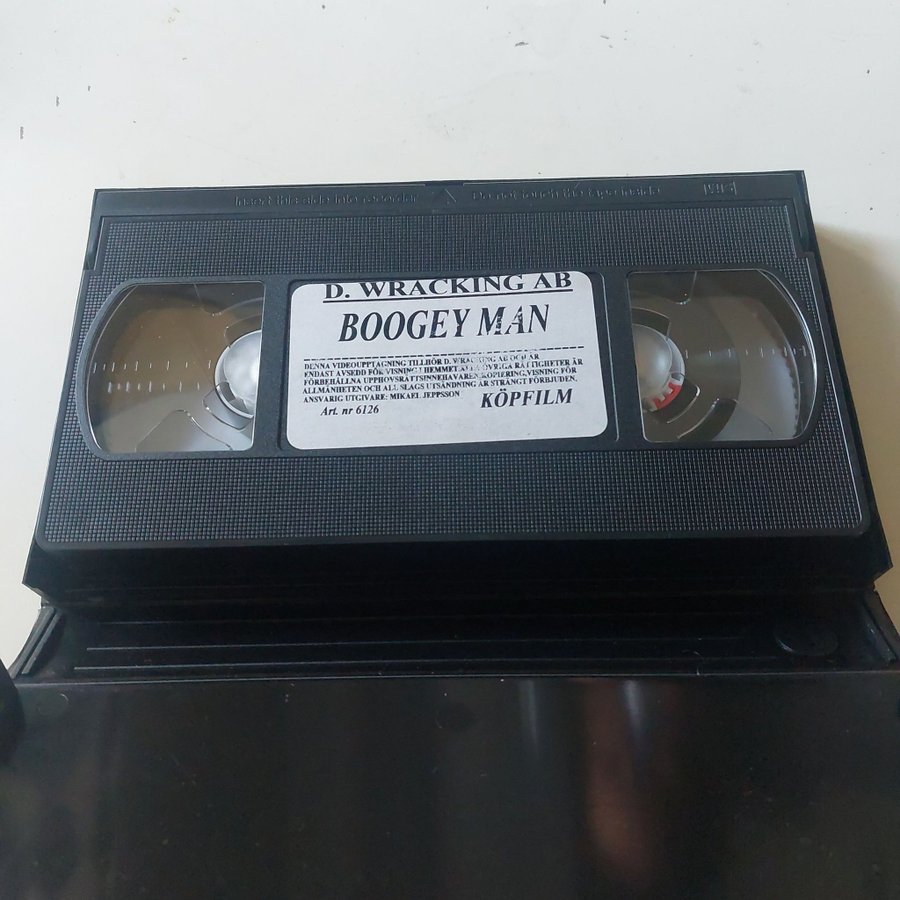 Insert this side into recorder Do not touch the tape inside VHS
D. WRACKING AB
BOOGEY MAN
DENNA VIDEOUPPTAGNING TILLHÖR D. WRACKING AB OCH ÄR
ENDAST AVSEDD FÖR VISNING I HEMMET. ALLA ÖVRIGA RÄTTIGHETER ÄR
FÖRBEHÅLLNA UPPHOVSRÄTTSINNEHAVAREN. KOPIERING, VISNING FÖR
ALLMÄNHETEN OCH ALL SLAGS UTSÄNDNING ÄR STRÄNGT FÖRBJUDEN.
ANSVARIG UTGIVARE: MIKAEL JEPPSSON
KÖPFILM
Art. nr 6126